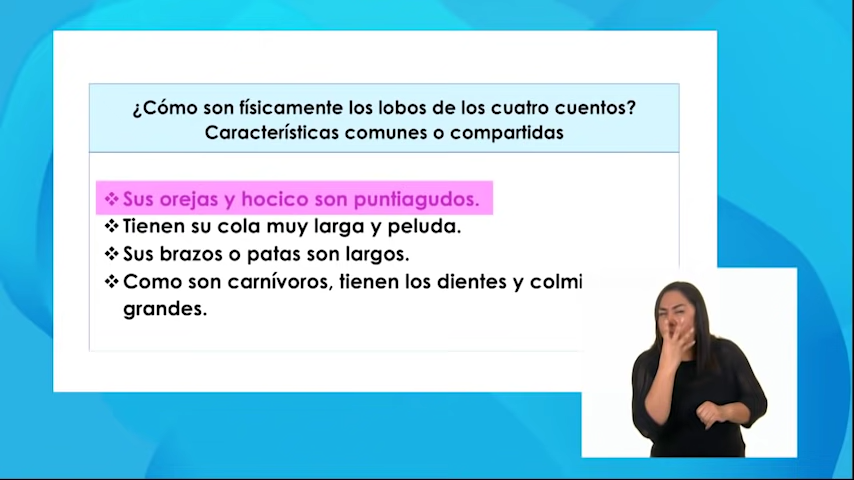 ¿Cómo son físicamente los lobos de los cuatro cuentos?
Características comunes o compartidas
❖ Sus orejas y hocico son puntiagudos.
❖ Tienen su cola muy larga y peluda.
❖ Sus brazos o patas son largos.
❖ Como son carnívoros, tienen los dientes y
grandes.